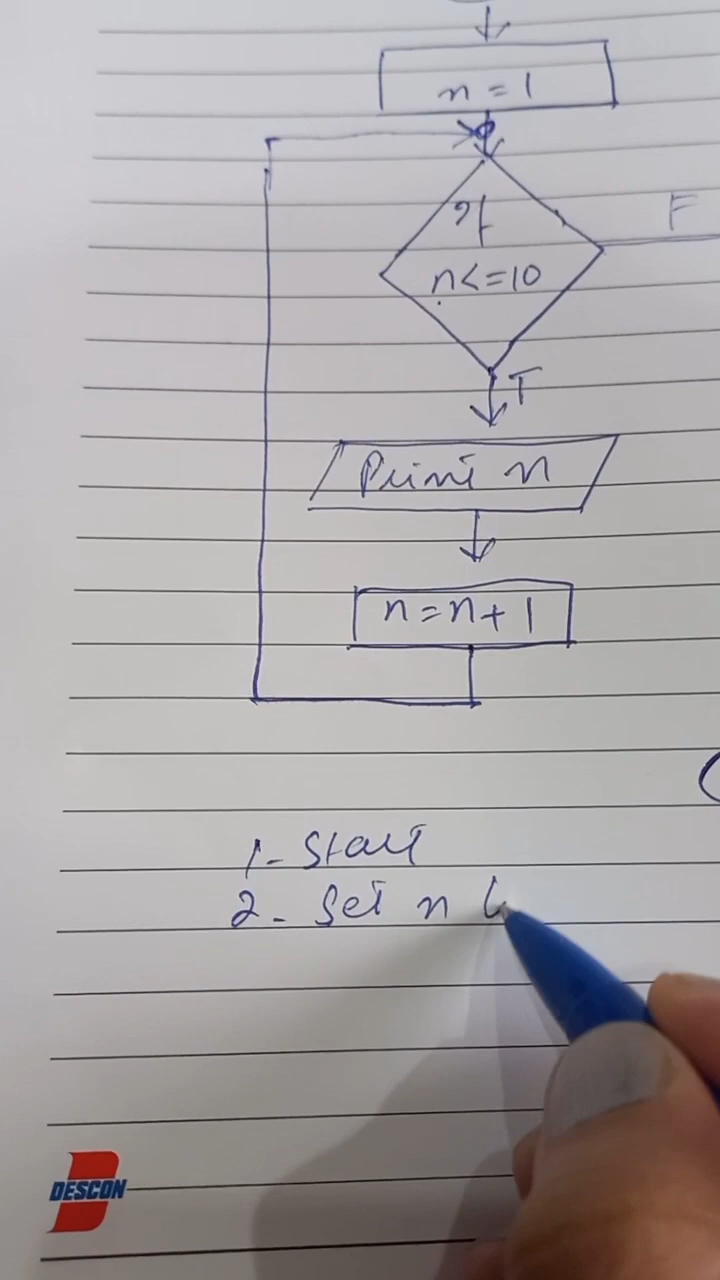 n = 1
If
n<=10
F
T
Print n
n=n+1
1- Start
2- Set n t
DESCON